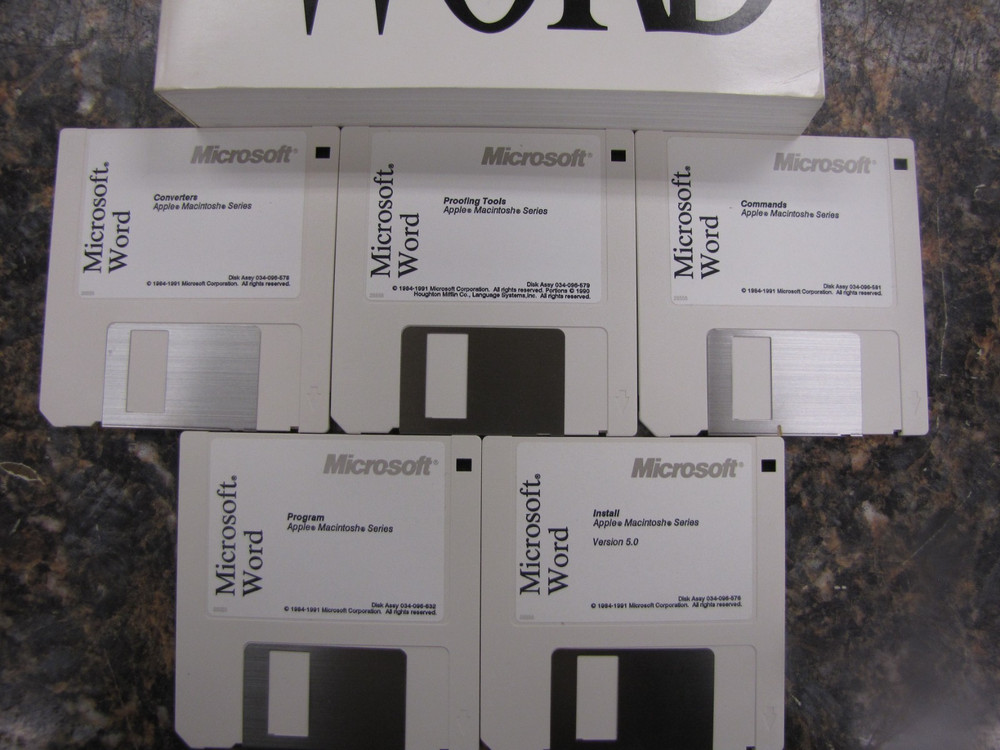 WORD
Microsoft®
Microsoft®
Word
Converters
Apple® Macintosh® Series
Disk Assy 034-096-578
© 1984-1991 Microsoft Corporation. All rights reserved.
Microsoft®
Microsoft®
Word
Proofing Tools
Apple® Macintosh® Series
Disk Assy 034-096-579
© 1984-1991 Microsoft Corporation. All rights reserved. Portions © 1990
Houghton Mifflin Co., Language Systems,Inc. All rights reserved.
Microsoft®
Microsoft®
Word
Commands
Apple® Macintosh® Series
Disk Assy 034-096-581
© 1984-1991 Microsoft Corporation. All rights reserved.
Microsoft®
Microsoft®
Word
Program
Apple® Macintosh® Series
Disk Assy 034-096-632
© 1984-1991 Microsoft Corporation. All rights reserved.
Microsoft®
Microsoft®
Word
Install
Apple® Macintosh® Series
Version 5.0
Disk Assy 034-096-576
© 1984-1991 Microsoft Corporation. All rights reserved.